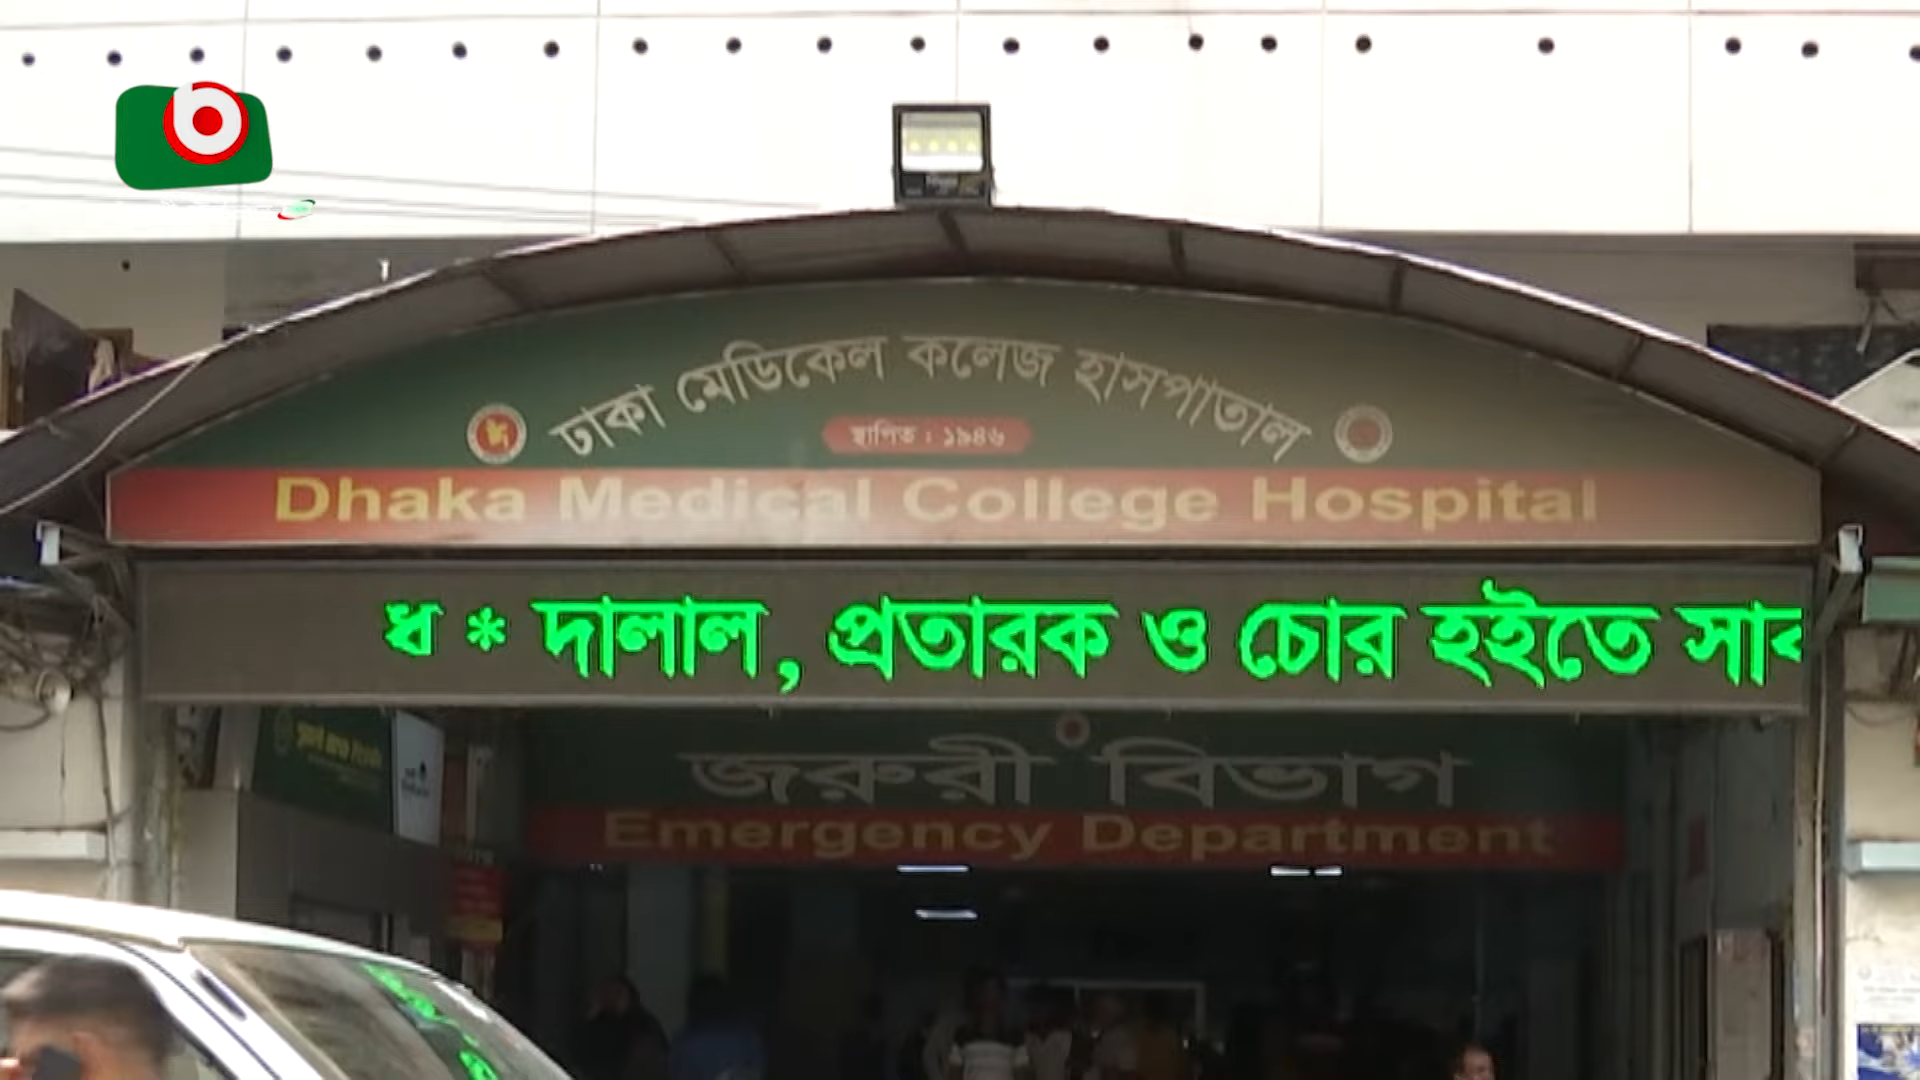 ঢাকা মেডিকেল কলেজ হাসপাতাল
স্থাপিত : ১৯৪৬
Dhaka Medical College Hospital
ধ * দালাল, প্রতারক ও চোর হইতে
জরুরী বিভাগ
Emergency Department